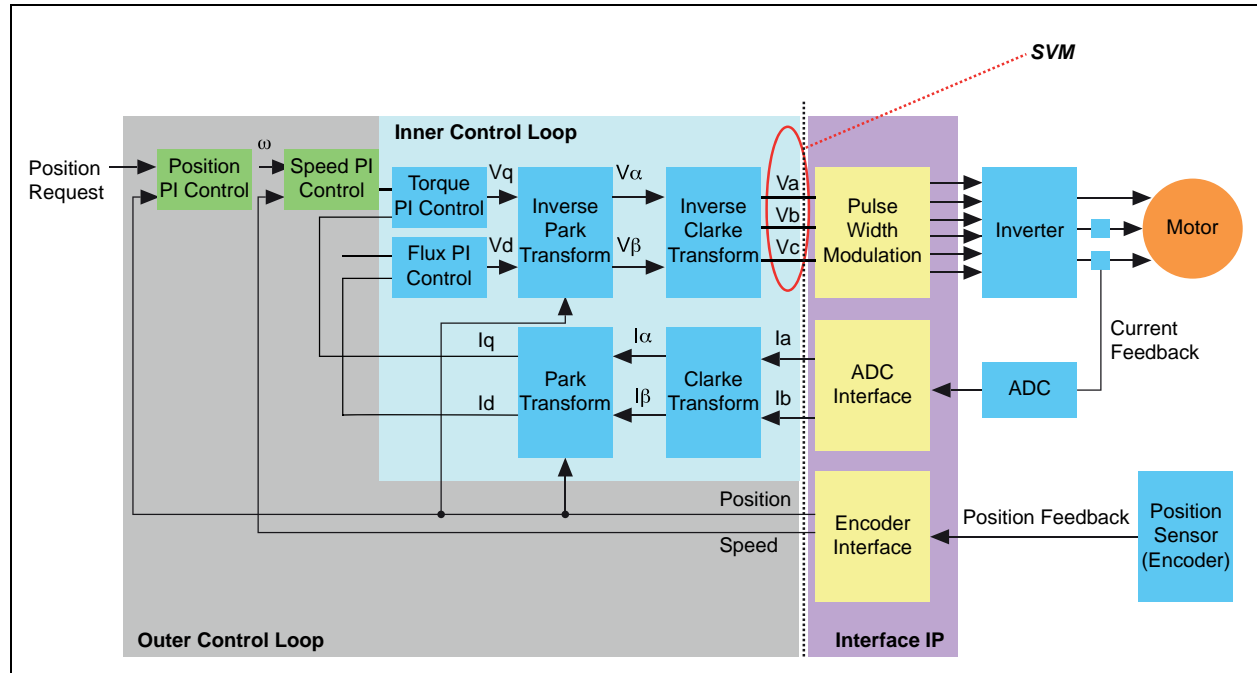 SVM
Inner Control Loop
Position
Request
Position
PI Control
ω
Speed PI
Control
Torque
PI Control
Vq
Flux PI
Control
Vd
Inverse
Park
Transform
Vα
Vβ
Inverse
Clarke
Transform
Va
Vb
Vc
Pulse
Width
Modulation
Inverter
Motor
Current
Feedback
Iq
Id
Park
Transform
Iα
Iβ
Clarke
Transform
Ia
Ib
ADC
Interface
ADC
Position
Speed
Encoder
Interface
Position Feedback
Position
Sensor
(Encoder)
Outer Control Loop
Interface IP